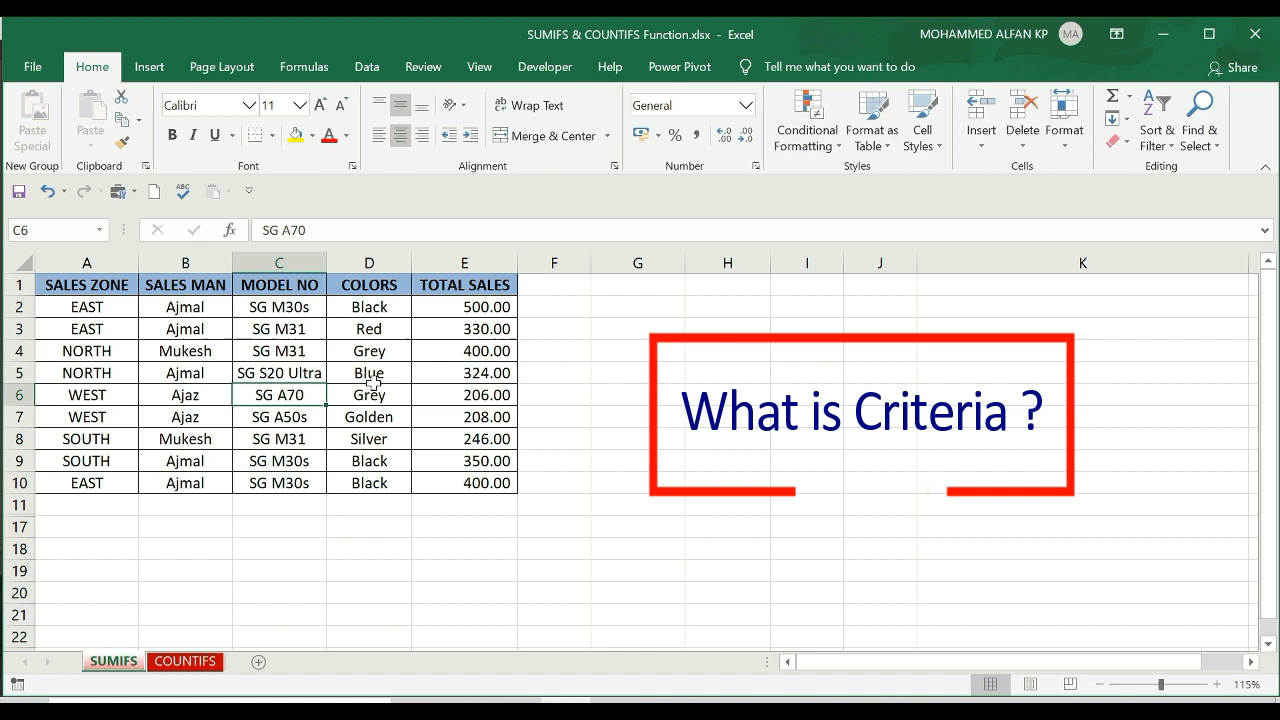 SUMIFS & COUNTIFS Function.xlsx - Excel
MOHAMMED ALFAN KP MA
File Home Insert Page Layout Formulas Data Review View Developer Help Power Pivot Tell me what you want to do Share
Paste Special
New Group
Paste
Clipboard
Calibri 11
B I U
Font
Wrap Text
Merge & Center
Alignment
General
Number
Conditional Formatting
Format as Table
Cell Styles
Styles
Insert Delete Format
Cells
Sort & Filter
Find & Select
Editing
C6 fx SG A70
A B C D E F G H I J K
1 SALES ZONE SALES MAN MODEL NO COLORS TOTAL SALES
2 EAST Ajmal SG M30s Black 500.00
3 EAST Ajmal SG M31 Red 330.00
4 NORTH Mukesh SG M31 Grey 400.00
5 NORTH Ajmal SG S20 Ultra Blue 324.00
6 WEST Ajaz SG A70 Grey 206.00
7 WEST Ajaz SG A50s Golden 208.00
8 SOUTH Mukesh SG M31 Silver 246.00
9 SOUTH Ajmal SG M30s Black 350.00
10 EAST Ajmal SG M30s Black 400.00
11
17
18
19
20
21
22
What is Criteria ?
SUMIFS COUNTIFS
115%